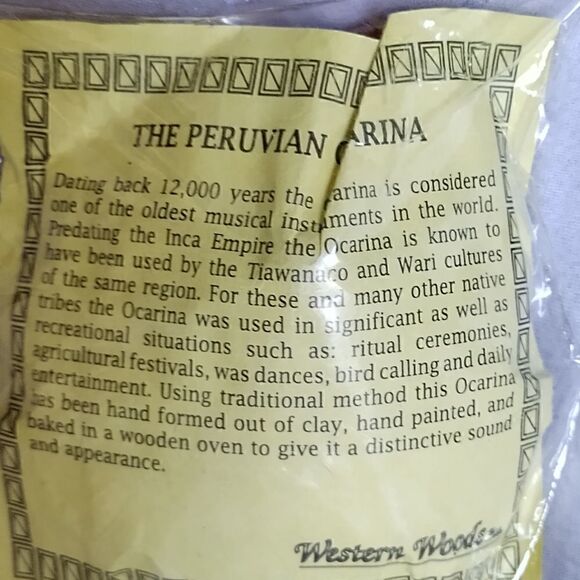 THE PERUVIAN CARINA
Dating back 12,000 years the carina is considered
one of the oldest musical instruments in the world.
Predating the Inca Empire the Ocarina is known to
have been used by the Tiawanaco and Wari cultures
of the same region. For these and many other native
tribes the Ocarina was used in significant as well as
recreational situations such as: ritual ceremonies,
agricultural festivals, was dances, bird calling and daily
entertainment. Using traditional method this Ocarina
has been hand formed out of clay, hand painted, and
baked in a wooden oven to give it a distinctive sound
and appearance.
Western Woods